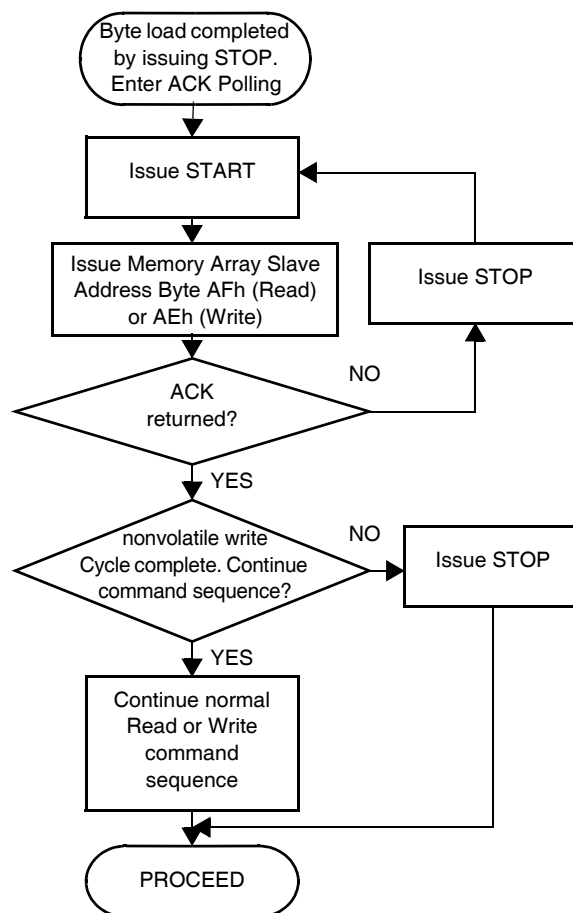 Byte load completed
by issuing STOP.
Enter ACK Polling
Issue START
Issue Memory Array Slave
Address Byte AFh (Read)
or AEh (Write)
Issue STOP
ACK
returned?
NO
YES
nonvolatile write
Cycle complete. Continue
command sequence?
NO
Issue STOP
YES
Continue normal
Read or Write
command
sequence
PROCEED